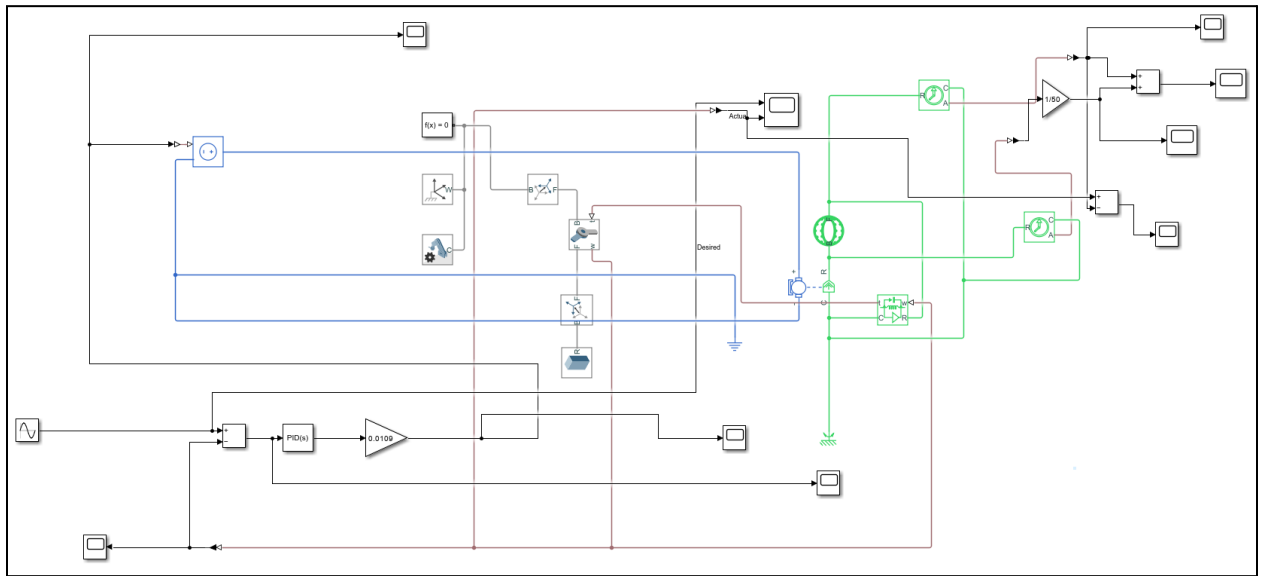 C
R
A
+
+
1/50
f(x) = 0
Actual
- +
W
B
F
R
C
A
+
−
B
t
F
w
C
Desired
+
-
R
C
t
w
C
R
F
B
R
+
−
PID(s)
0.0109